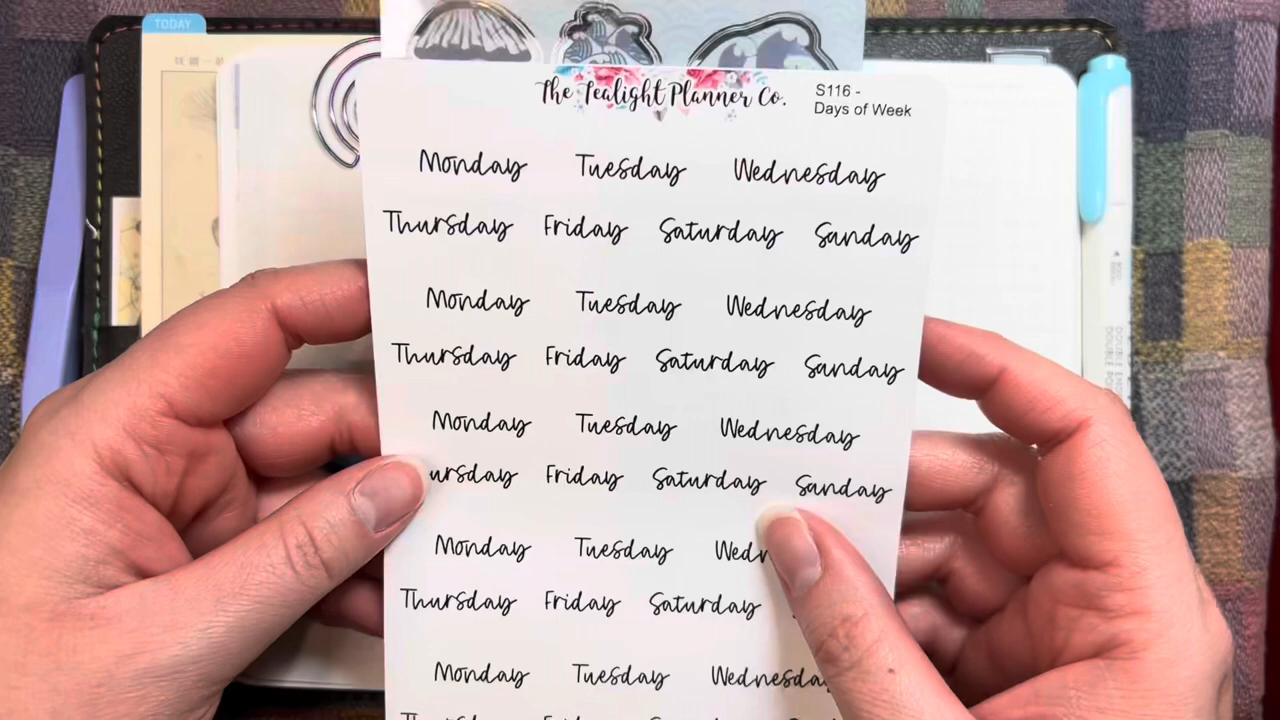 TODAY
The Tealight Planner Co.
S116 -
Days of Week
Monday Tuesday Wednesday
Thursday Friday Saturday Sunday
Monday Tuesday Wednesday
Thursday Friday Saturday Sunday
Monday Tuesday Wednesday
ursday Friday Saturday Sunday
Monday Tuesday Wedn
Thursday Friday Saturday
Monday Tuesday Wednesday